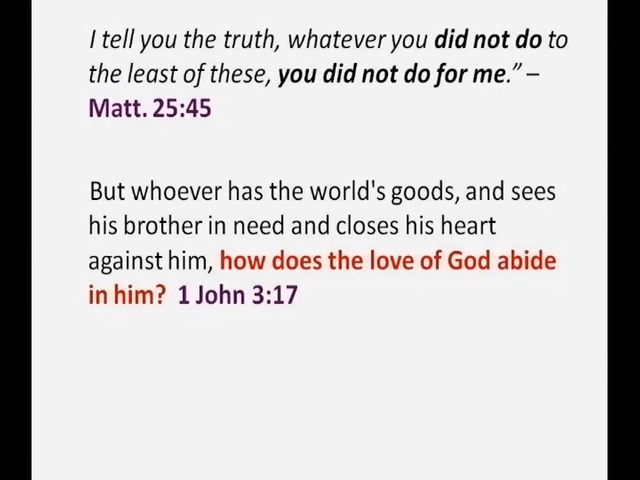 I tell you the truth, whatever you did not do to
the least of these, you did not do for me.” –
Matt. 25:45
But whoever has the world's goods, and sees
his brother in need and closes his heart
against him, how does the love of God abide
in him? 1 John 3:17